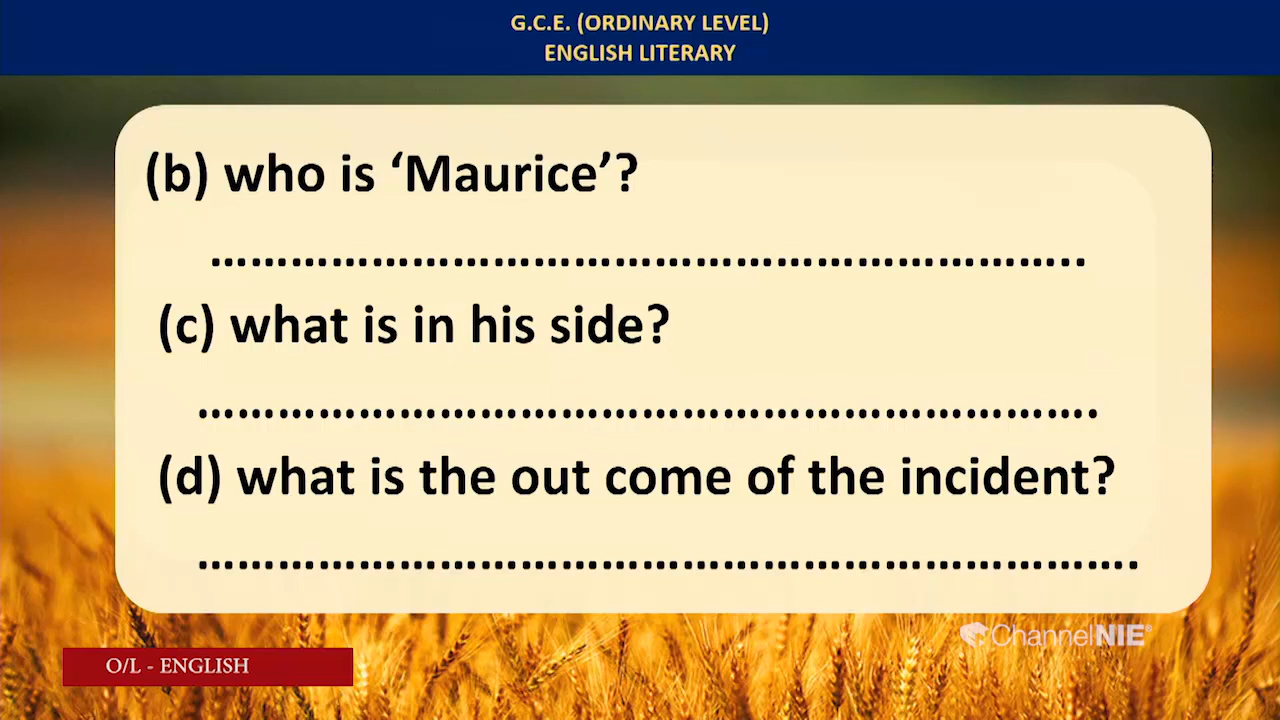 G.C.E. (ORDINARY LEVEL)
ENGLISH LITERARY
(b) who is ‘Maurice’?
………………………………………………………..
(c) what is in his side?
………………………………………………………….
(d) what is the out come of the incident?
…………………………………………………………….
ChannelNIE®
O/L - ENGLISH